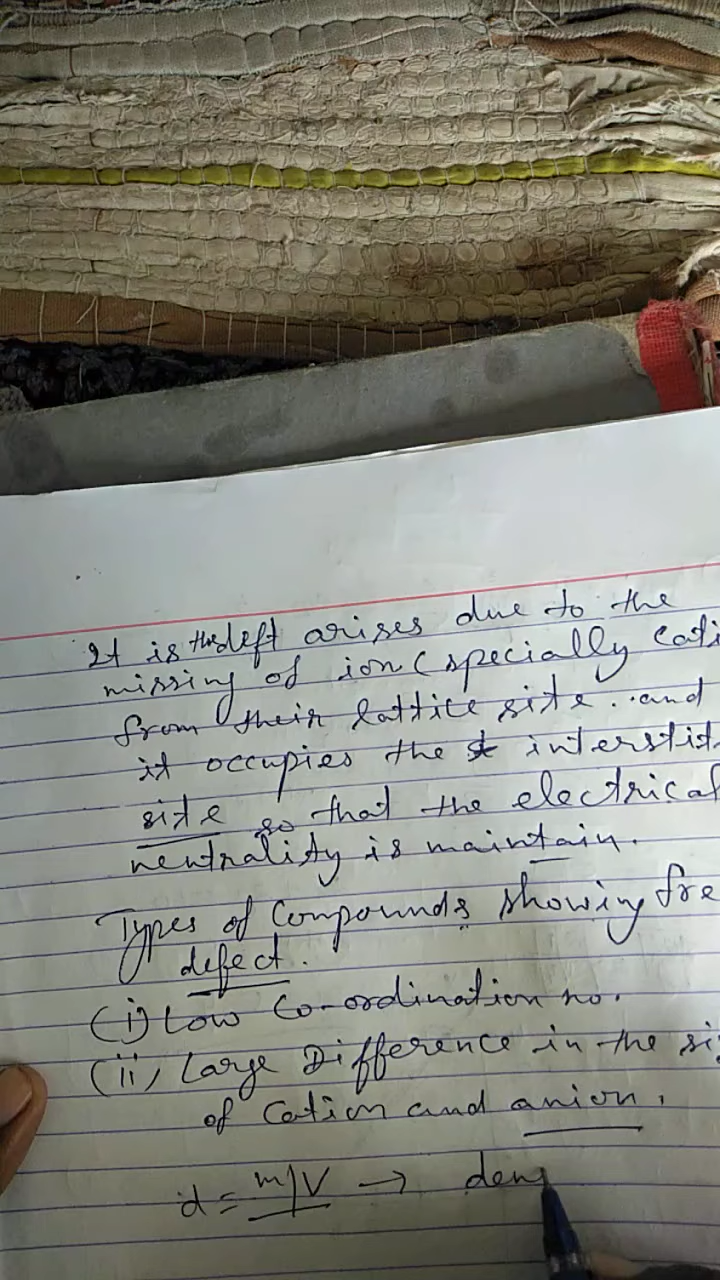 It is the deft arises due to the
missing of ion (specially Cati
from their lattice site. and
it occupies the interstit
site so that the electrical
neutrality is maintain.
Types of Compounds showing fre
defect.
(i) Low Co-ordination no.
(ii) Large Difference in the si
of Cation and anion.
d = m/V → den